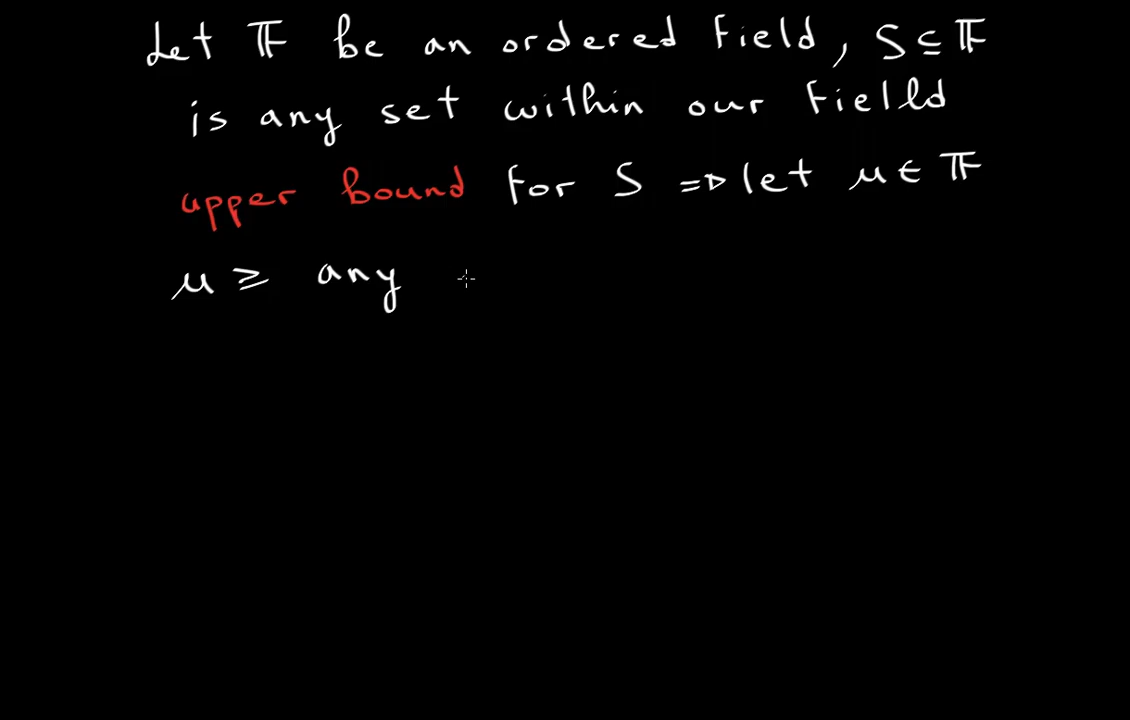 Let 𝔽 be an ordered field, S ⊆ 𝔽
is any set within our fielld
upper bound for S ⇒ let u ∈ 𝔽
u ≥ any